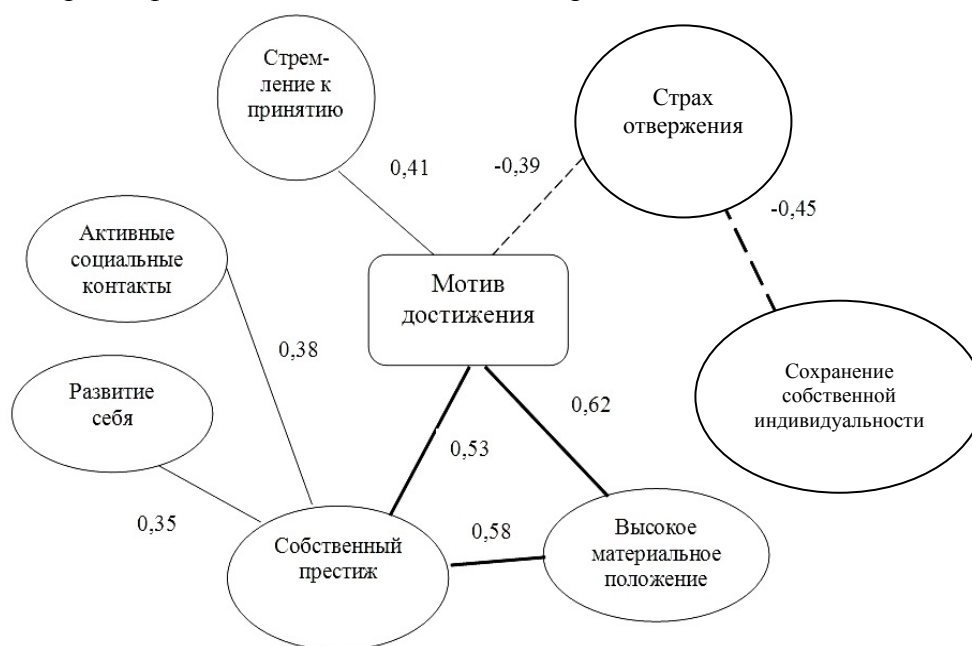 Стрем-
ление к
принятию
Страх
отвержения
0,41
-0,39
-0,45
Активные
социальные
контакты
Мотив
достижения
0,38
Развитие
себя
0,62
Сохранение
собственной
индивидуальности
0,53
0,35
0,58
Собственный
престиж
Высокое
материальное
положение